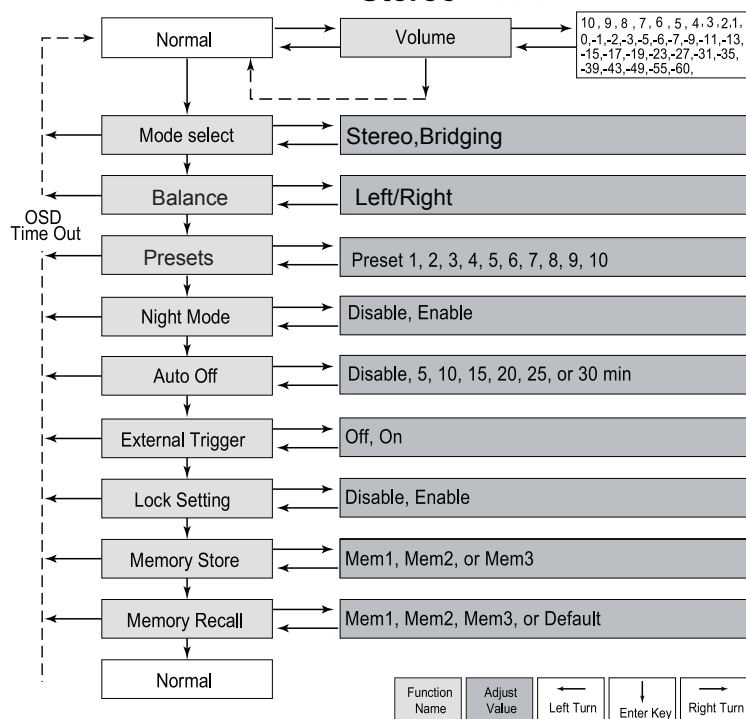 Stereo
Normal
Volume
10, 9, 8, 7, 6, 5, 4, 3, 2.1,
0,-1,-2,-3,-5,-6,-7,-9,-11,-13,
-15,-17,-19,-23,-27,-31,-35,
-39,-43,-49,-55,-60,
Mode select
Stereo,Bridging
Balance
Left/Right
OSD
Time Out
Presets
Preset 1, 2, 3, 4, 5, 6, 7, 8, 9, 10
Night Mode
Disable, Enable
Auto Off
Disable, 5, 10, 15, 20, 25, or 30 min
External Trigger
Off, On
Lock Setting
Disable, Enable
Memory Store
Mem1, Mem2, or Mem3
Memory Recall
Mem1, Mem2, Mem3, or Default
Normal
Function
Name
Adjust
Value
Left Turn
Enter Key
Right Turn